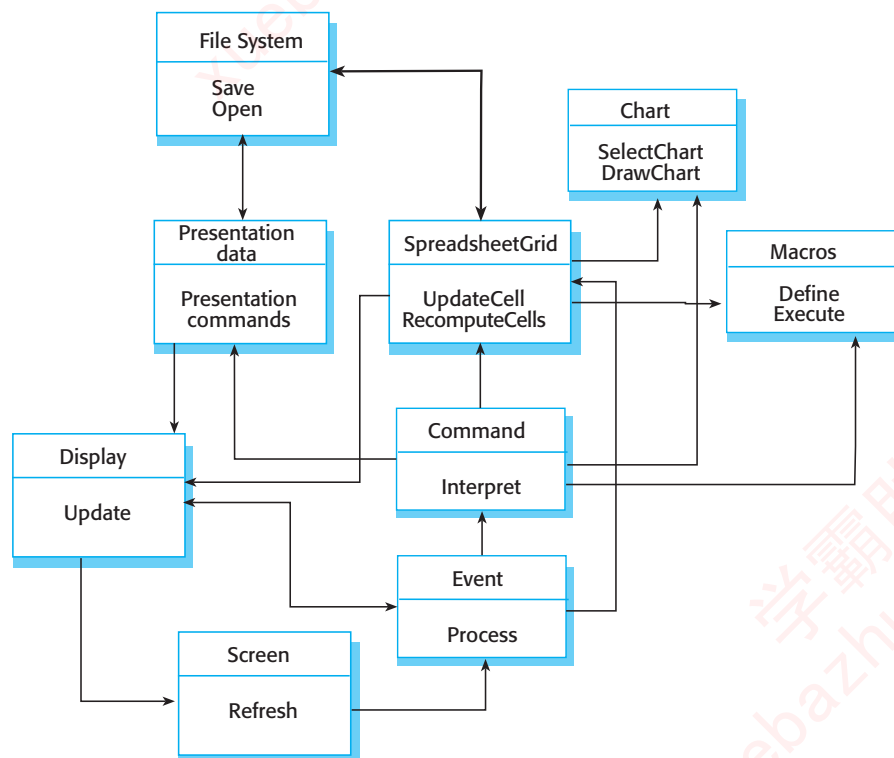 File System
Save
Open
Chart
SelectChart
DrawChart
Presentation
data
Presentation
commands
SpreadsheetGrid
UpdateCell
RecomputeCells
Macros
Define
Execute
Display
Update
Command
Interpret
Event
Process
Screen
Refresh